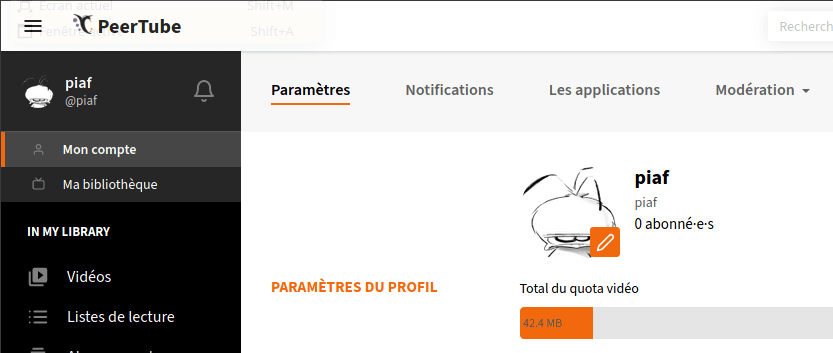 Écran actuel Shift+M
PeerTube
Fenêtre Shift+A
Recherch
piaf
@piaf
Paramètres Notifications Les applications Modération
Mon compte
Ma bibliothèque
piaf
piaf
0 abonné·e·s
IN MY LIBRARY
Vidéos
PARAMÈTRES DU PROFIL
Total du quota vidéo
Listes de lecture
42.4 MB